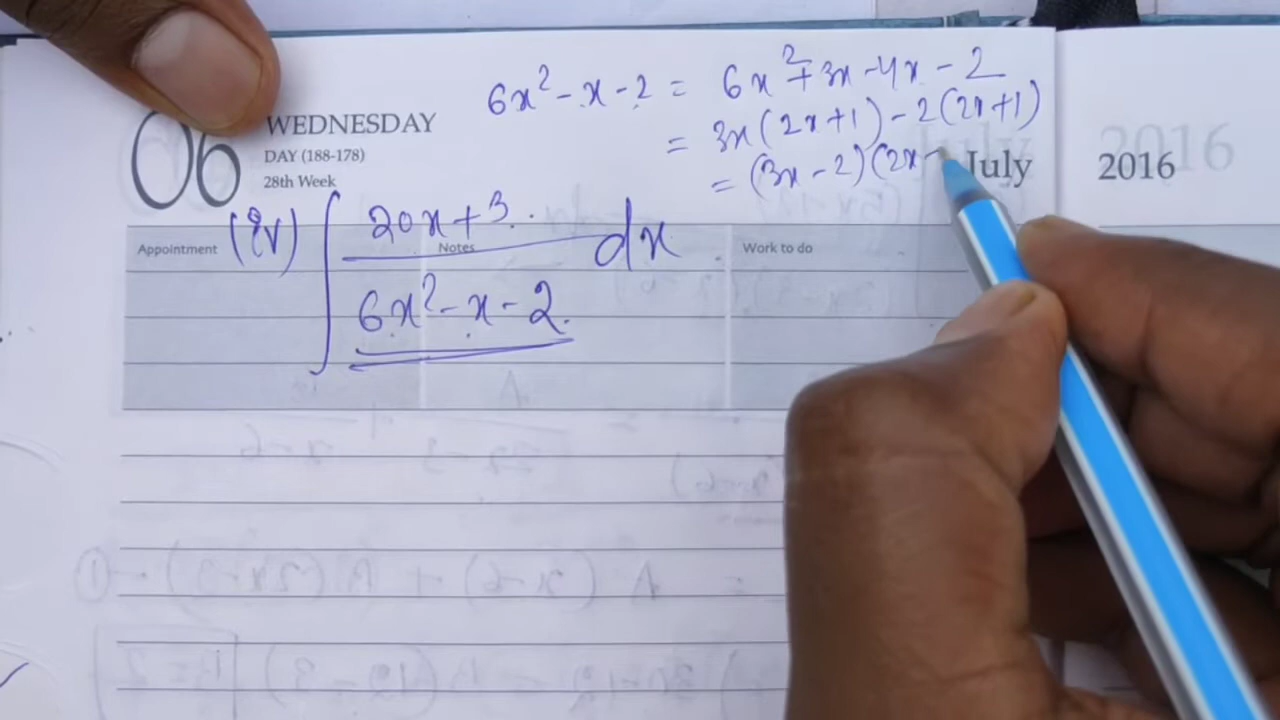 6x² - x - 2 = 6x² + 3x - 4x - 2
= 3x(2x+1) - 2(2x+1)
= (3x - 2)(2x
06
WEDNESDAY
DAY (188-178)
28th Week
July
2016
2016
Appointment
Notes
Work to do
(iv) ∫ (20x + 3)/(6x² - x - 2) dx